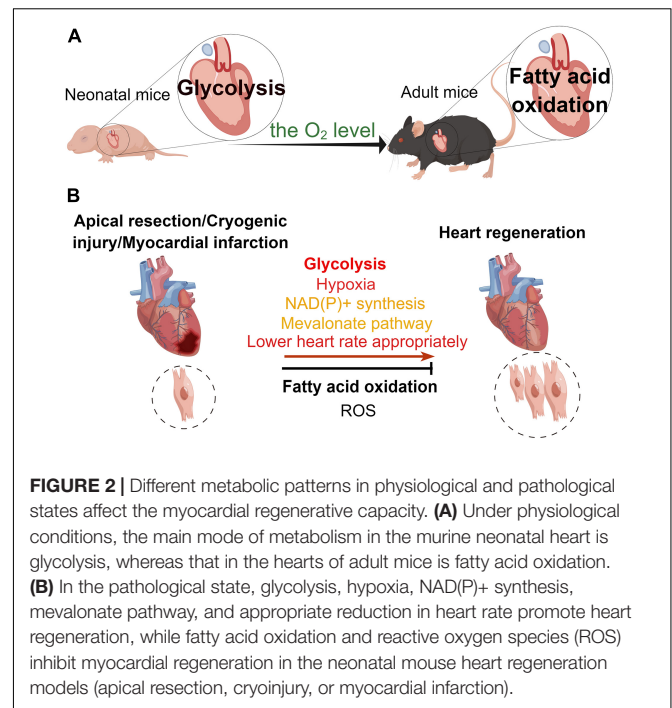 A
Neonatal mice
Glycolysis
Adult mice
Fatty acid
oxidation
the O₂ level
B
Apical resection/Cryogenic
injury/Myocardial infarction
Heart regeneration
Glycolysis
Hypoxia
NAD(P)+ synthesis
Mevalonate pathway
Lower heart rate appropriately
Fatty acid oxidation
ROS
FIGURE 2 | Different metabolic patterns in physiological and pathological
states affect the myocardial regenerative capacity. (A) Under physiological
conditions, the main mode of metabolism in the murine neonatal heart is
glycolysis, whereas that in the hearts of adult mice is fatty acid oxidation.
(B) In the pathological state, glycolysis, hypoxia, NAD(P)+ synthesis,
mevalonate pathway, and appropriate reduction in heart rate promote heart
regeneration, while fatty acid oxidation and reactive oxygen species (ROS)
inhibit myocardial regeneration in the neonatal mouse heart regeneration
models (apical resection, cryoinjury, or myocardial infarction).